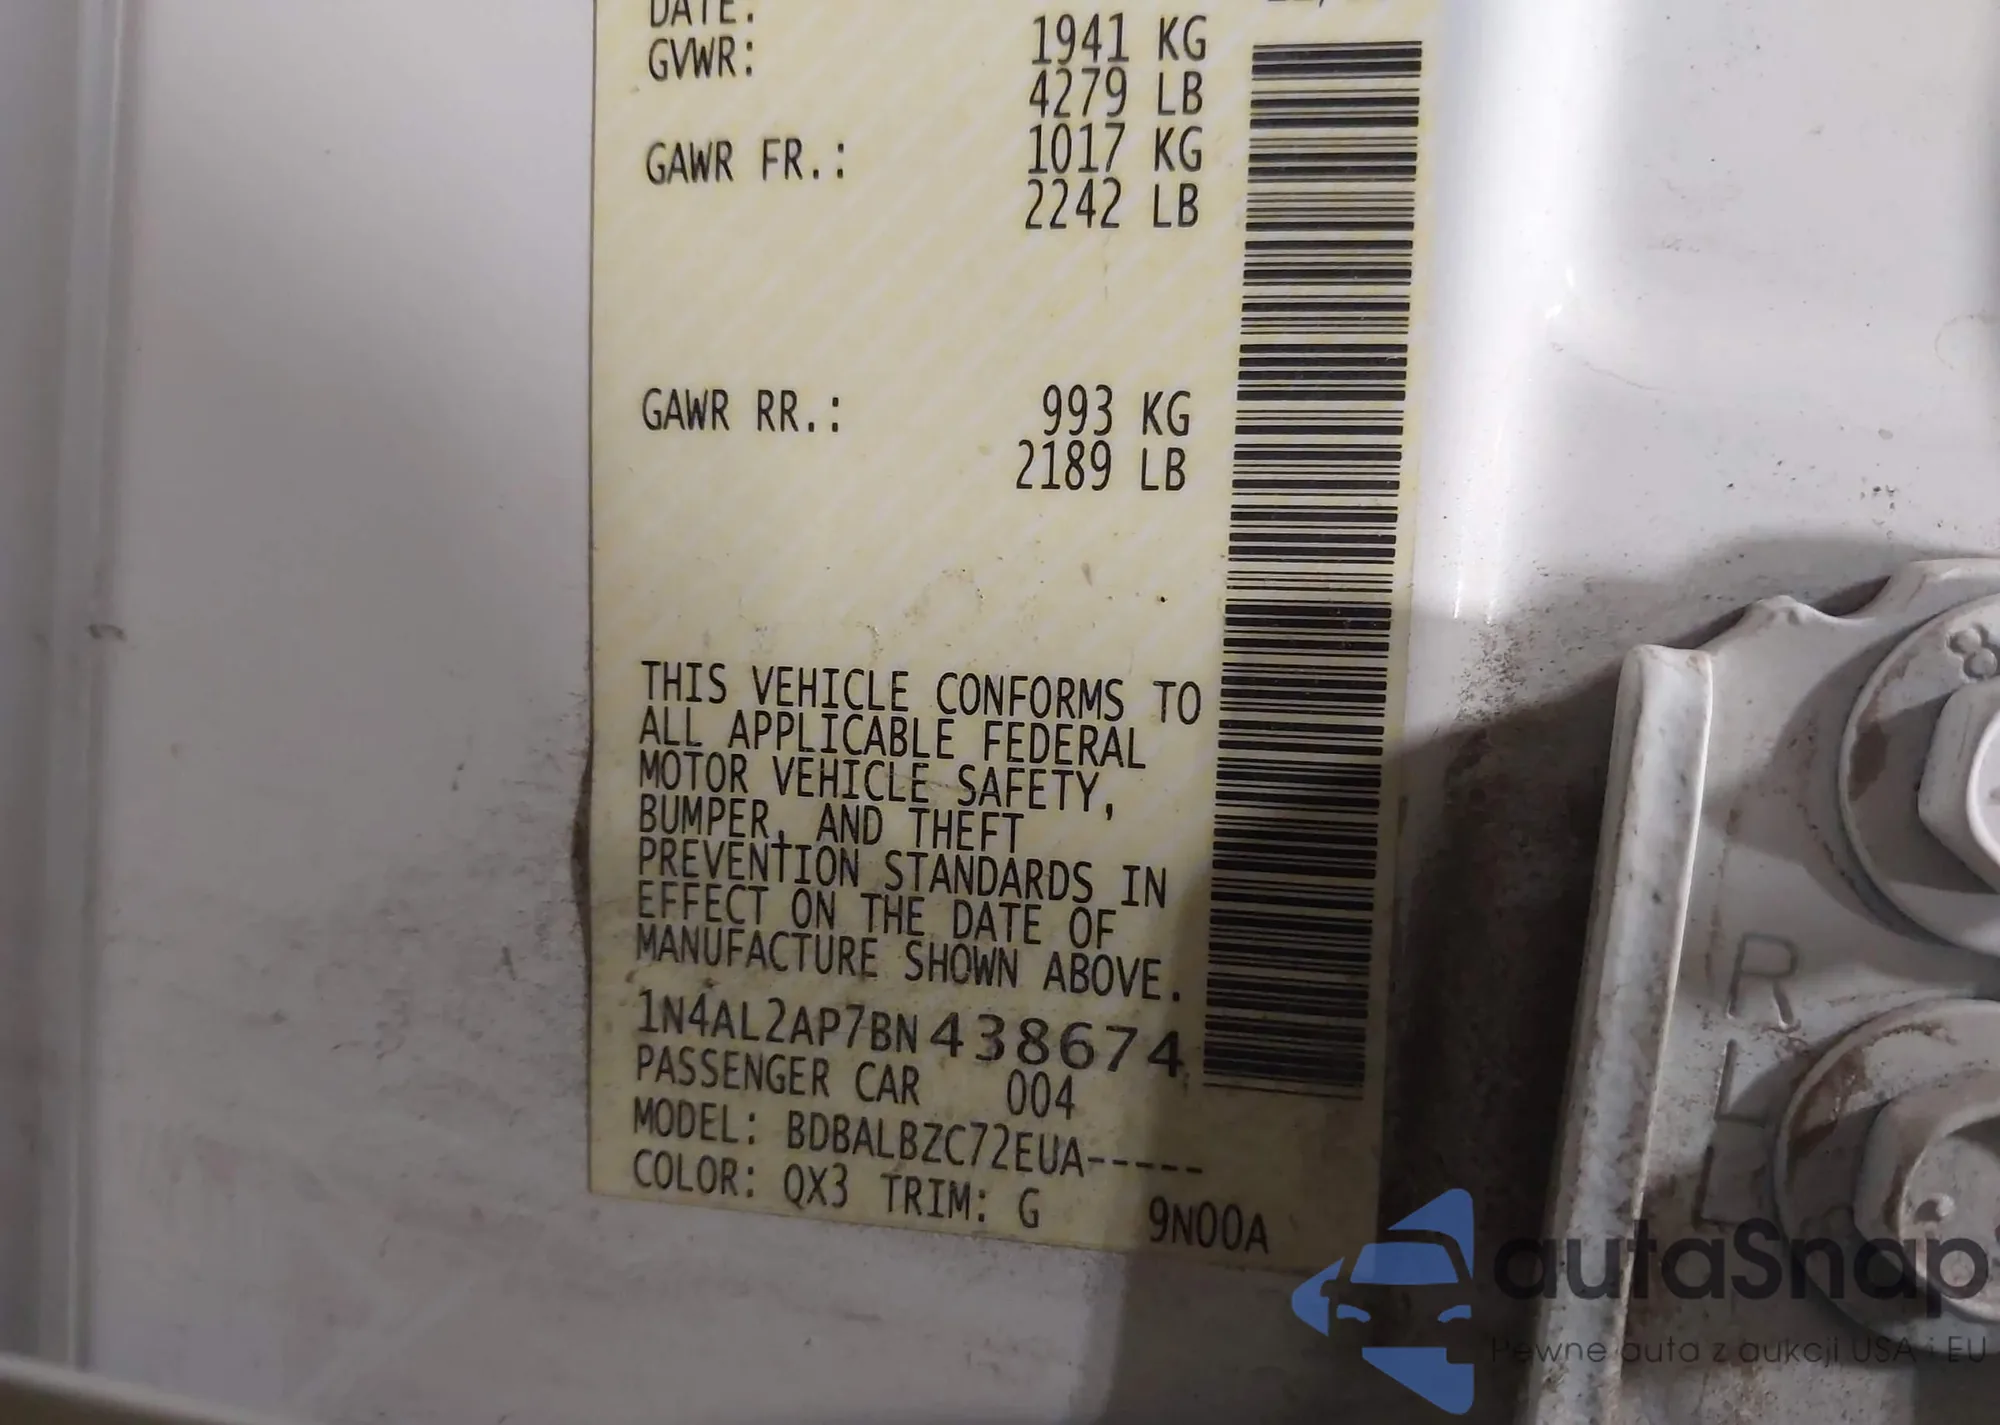 DATE:
GVWR: 1941 KG
4279 LB
GAWR FR.: 1017 KG
2242 LB
GAWR RR.: 993 KG
2189 LB
THIS VEHICLE CONFORMS TO
ALL APPLICABLE FEDERAL
MOTOR VEHICLE SAFETY,
BUMPER, AND THEFT
PREVENTION STANDARDS IN
EFFECT ON THE DATE OF
MANUFACTURE SHOWN ABOVE.
1N4AL2AP7BN438674
PASSENGER CAR 004
MODEL: BDBALBZC72EUA-----
COLOR: QX3 TRIM: G 9N00A
8
R
L
L
autaSnap
Pewne auta z aukcji USA i EU